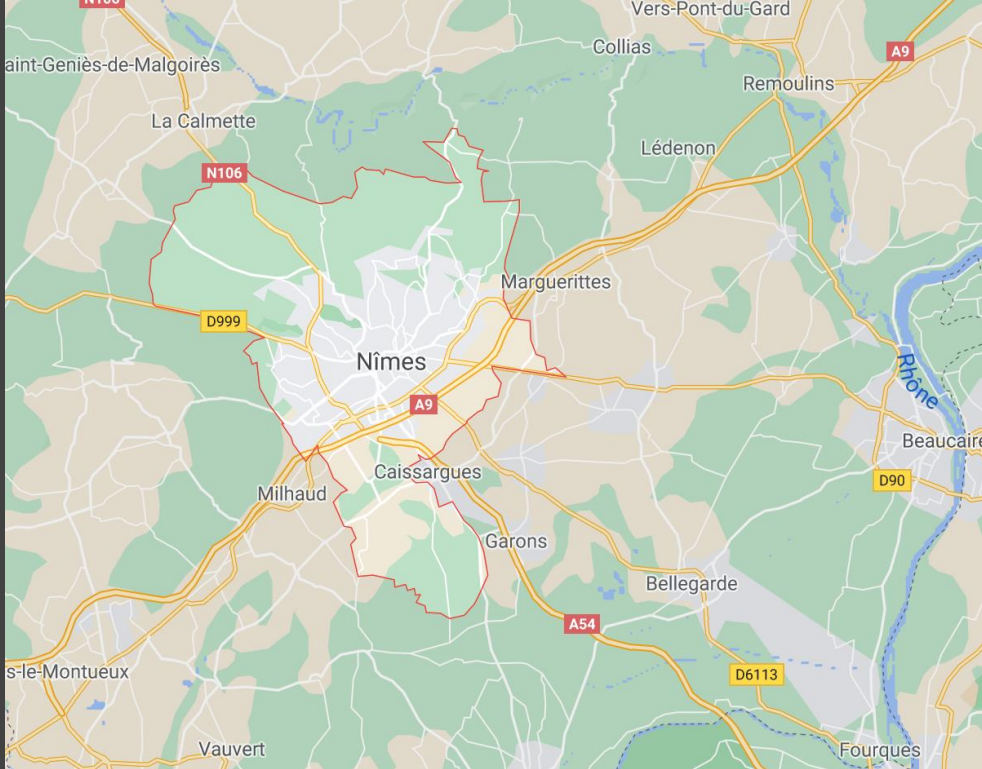 N106
Vers-Pont-du-Gard
Collias
A9
aint-Geniès-de-Malgoirès
Remoulins
La Calmette
Lédenon
N106
Marguerittes
D999
Nîmes
Rhône
A9
Beaucaire
Caissargues
D90
Milhaud
Garons
Bellegarde
A54
s-le-Montueux
D6113
Vauvert
Fourques